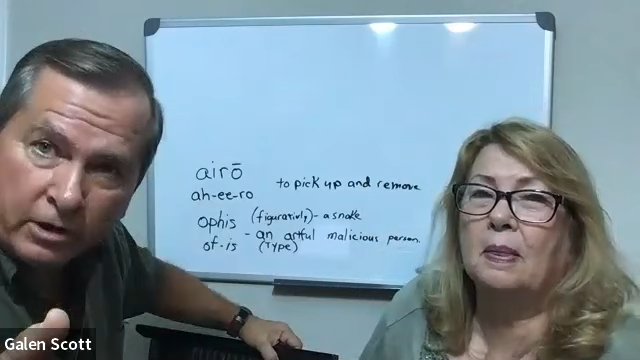 airō
ah-ee-ro
to pick up and remove
ophis (figuratively) - a snake
of-is - an artful malicious person.
(Type)
Galen Scott